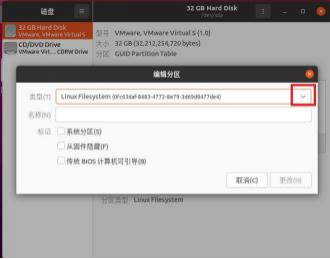 磁盘
32 GB Hard Disk
/dev/sda
32 GB Hard Disk
VMware, VMware Virtual S
CD/DVD Drive
VMware Virt… CDRW Drive
型号 VMware, VMware Virtual S (1.0)
大小 32 GB (32,212,254,720 bytes)
分区 GUID Partition Table
编辑分区
类型(T) Linux Filesystem (0fc63daf-8483-4772-8e79-3d69d8477de4)
名称(N)
标记 系统分区(S)
从固件隐藏(F)
传统 BIOS 计算机可引导(B)
取消(C) 更改(H)
分区类型 Linux Filesystem